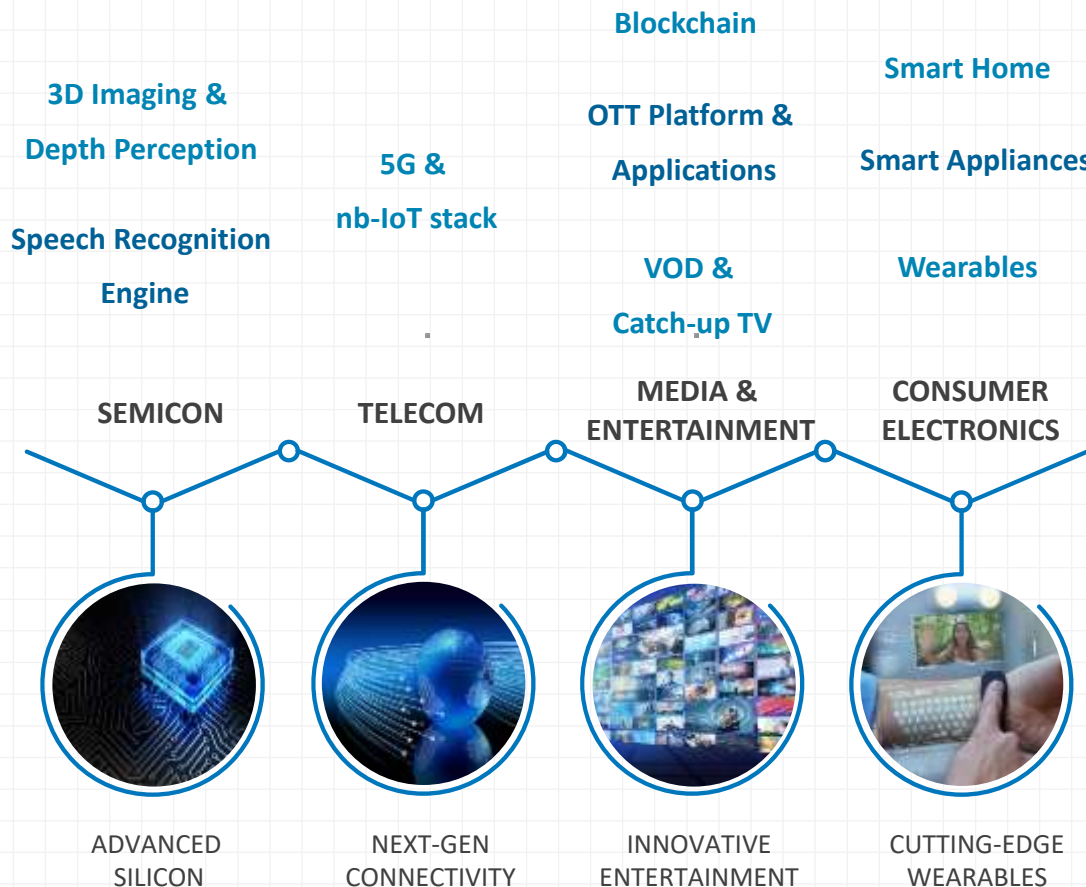 3D Imaging &
Depth Perception
Speech Recognition
Engine
SEMICON
ADVANCED
SILICON
5G &
nb-IoT stack
TELECOM
NEXT-GEN
CONNECTIVITY
Blockchain
OTT Platform &
Applications
VOD &
Catch-up TV
MEDIA &
ENTERTAINMENT
INNOVATIVE
ENTERTAINMENT
Smart Home
Smart Appliances
Wearables
CONSUMER
ELECTRONICS
CUTTING-EDGE
WEARABLES